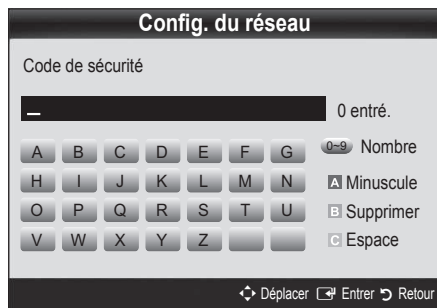 Config. du réseau
Code de sécurité
_ 0 entré.
A B C D E F G 0~9 Nombre
H I J K L M N A Minuscule
O P Q R S T U B Supprimer
V W X Y Z C Espace
Déplacer Entrer Retour